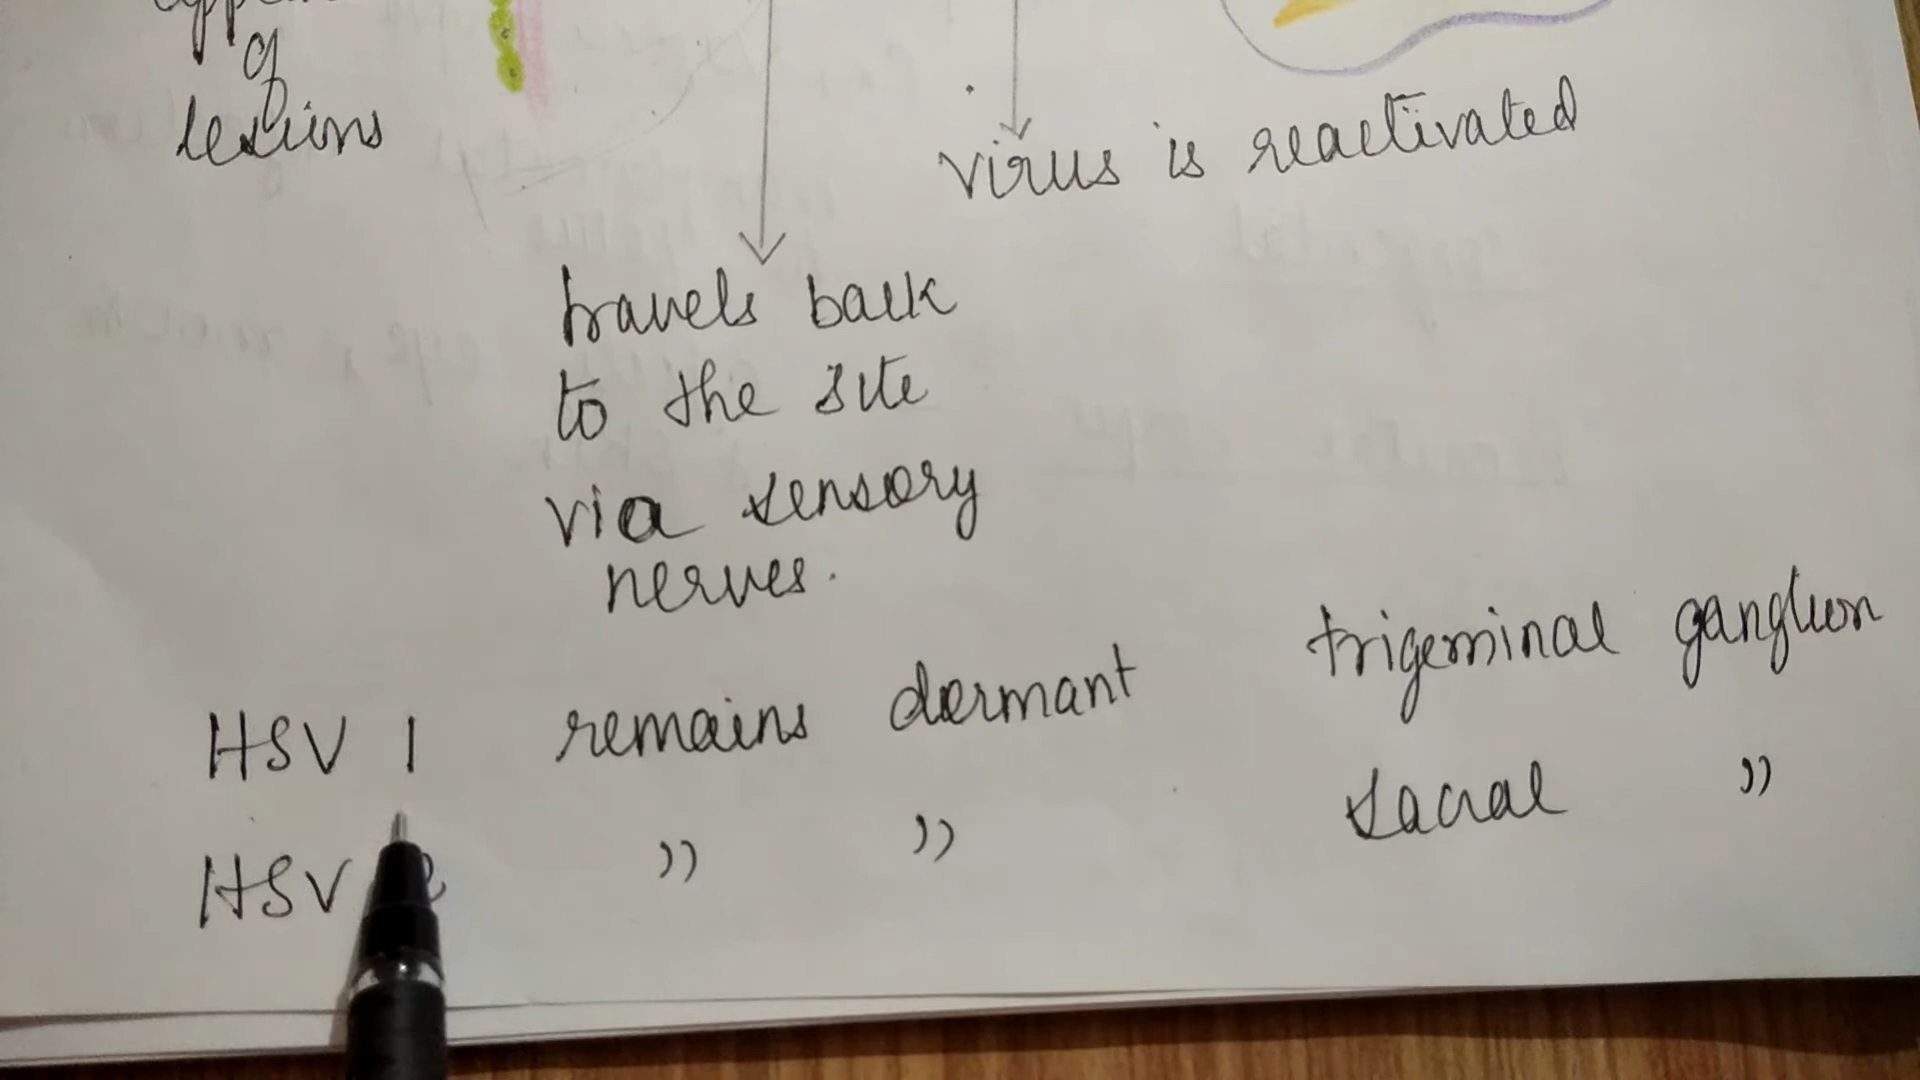 of
lesions
virus is reactivated
travels back
to the site
via sensory
nerves.
HSV 1 remains dormant trigeminal ganglion
HSV 2 " " sacral "